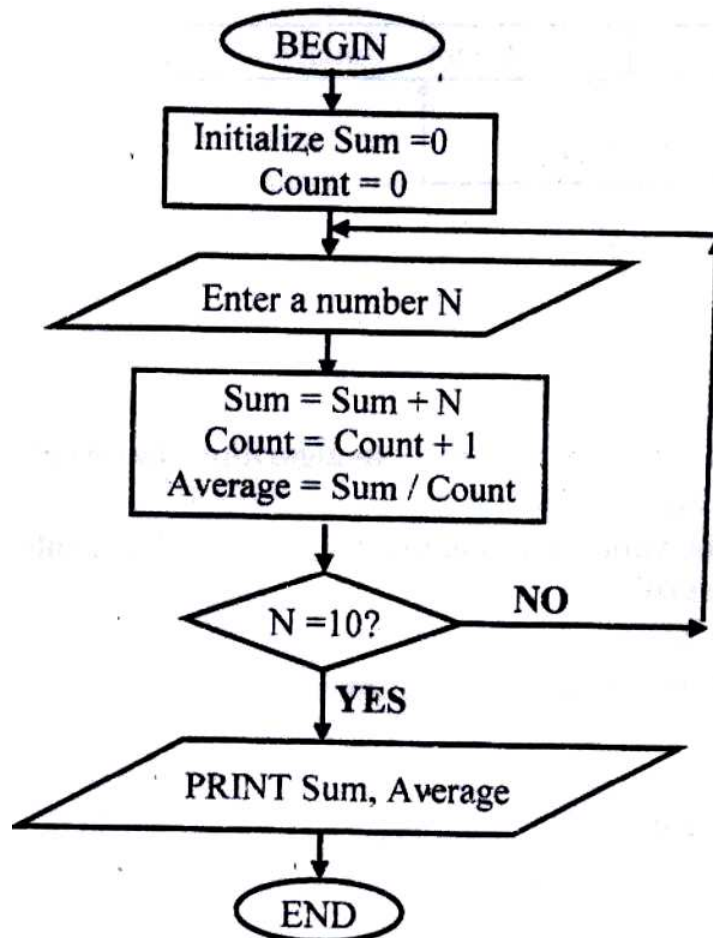 BEGIN
Initialize Sum =0
Count = 0
Enter a number N
Sum = Sum + N
Count = Count + 1
Average = Sum / Count
N =10?
NO
YES
PRINT Sum, Average
END